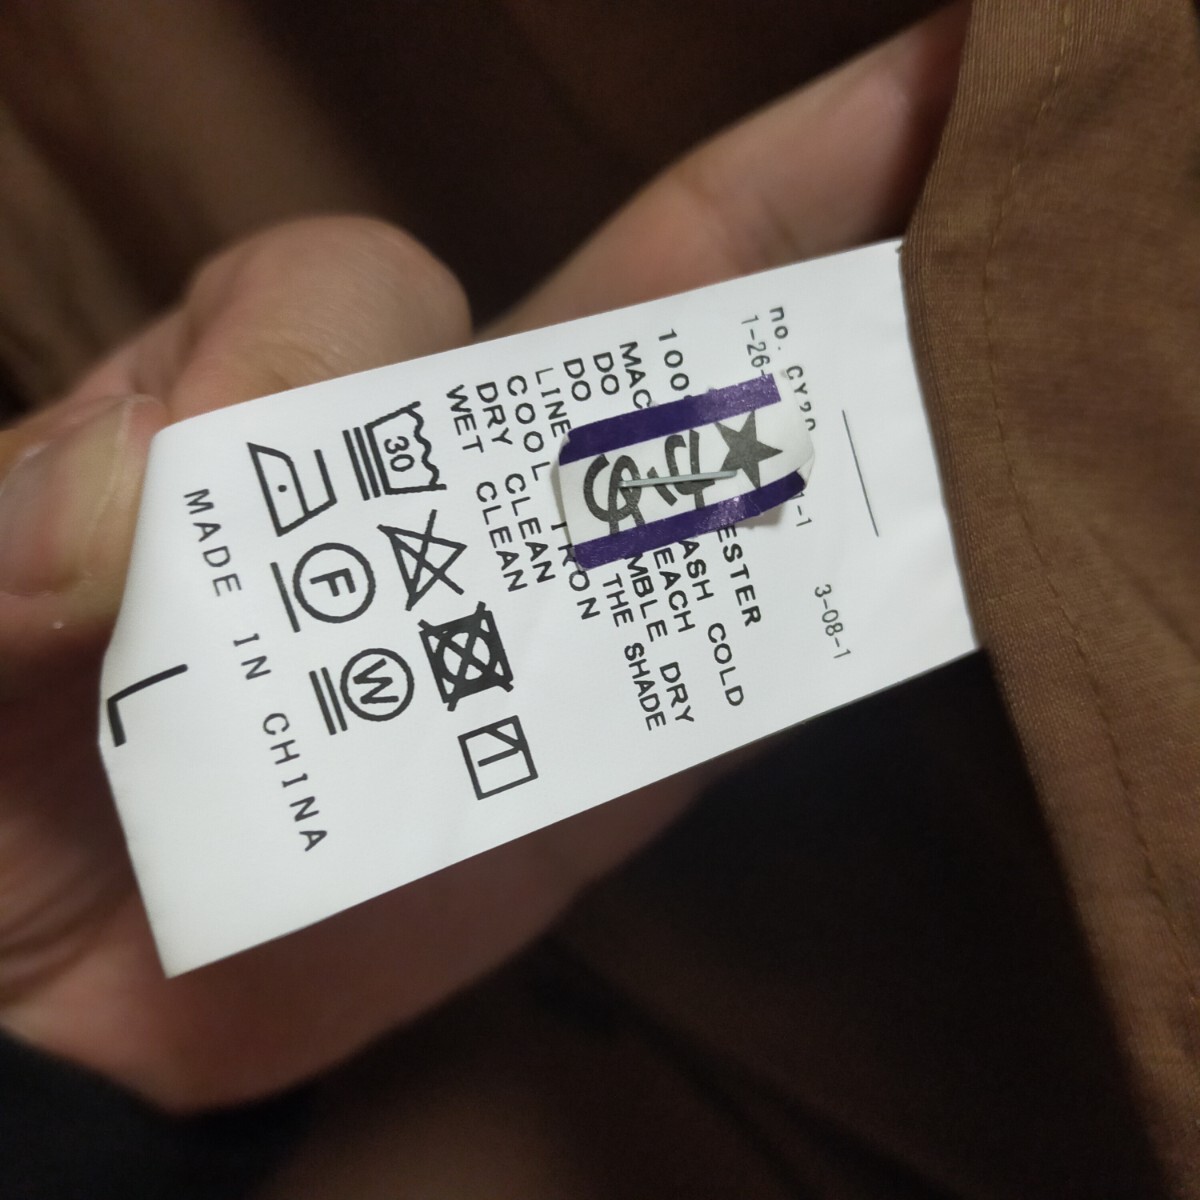 no. CY20
1-26-
1-1
3-08-1
100% ESTER
MAC ASH COLD
DO EACH
DO MBLE DRY
LINE THE SHADE
COOL IRON
DRY CLEAN
WET CLEAN
30
F
W
MADE IN CHINA
L